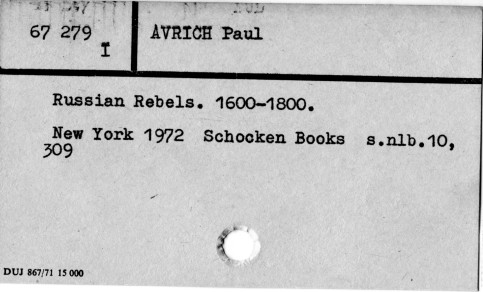 67 279 AVRICH Paul
I
Russian Rebels. 1600-1800.
New York 1972 Schocken Books s.nlb.10,
309
DUJ 867/71 15 000